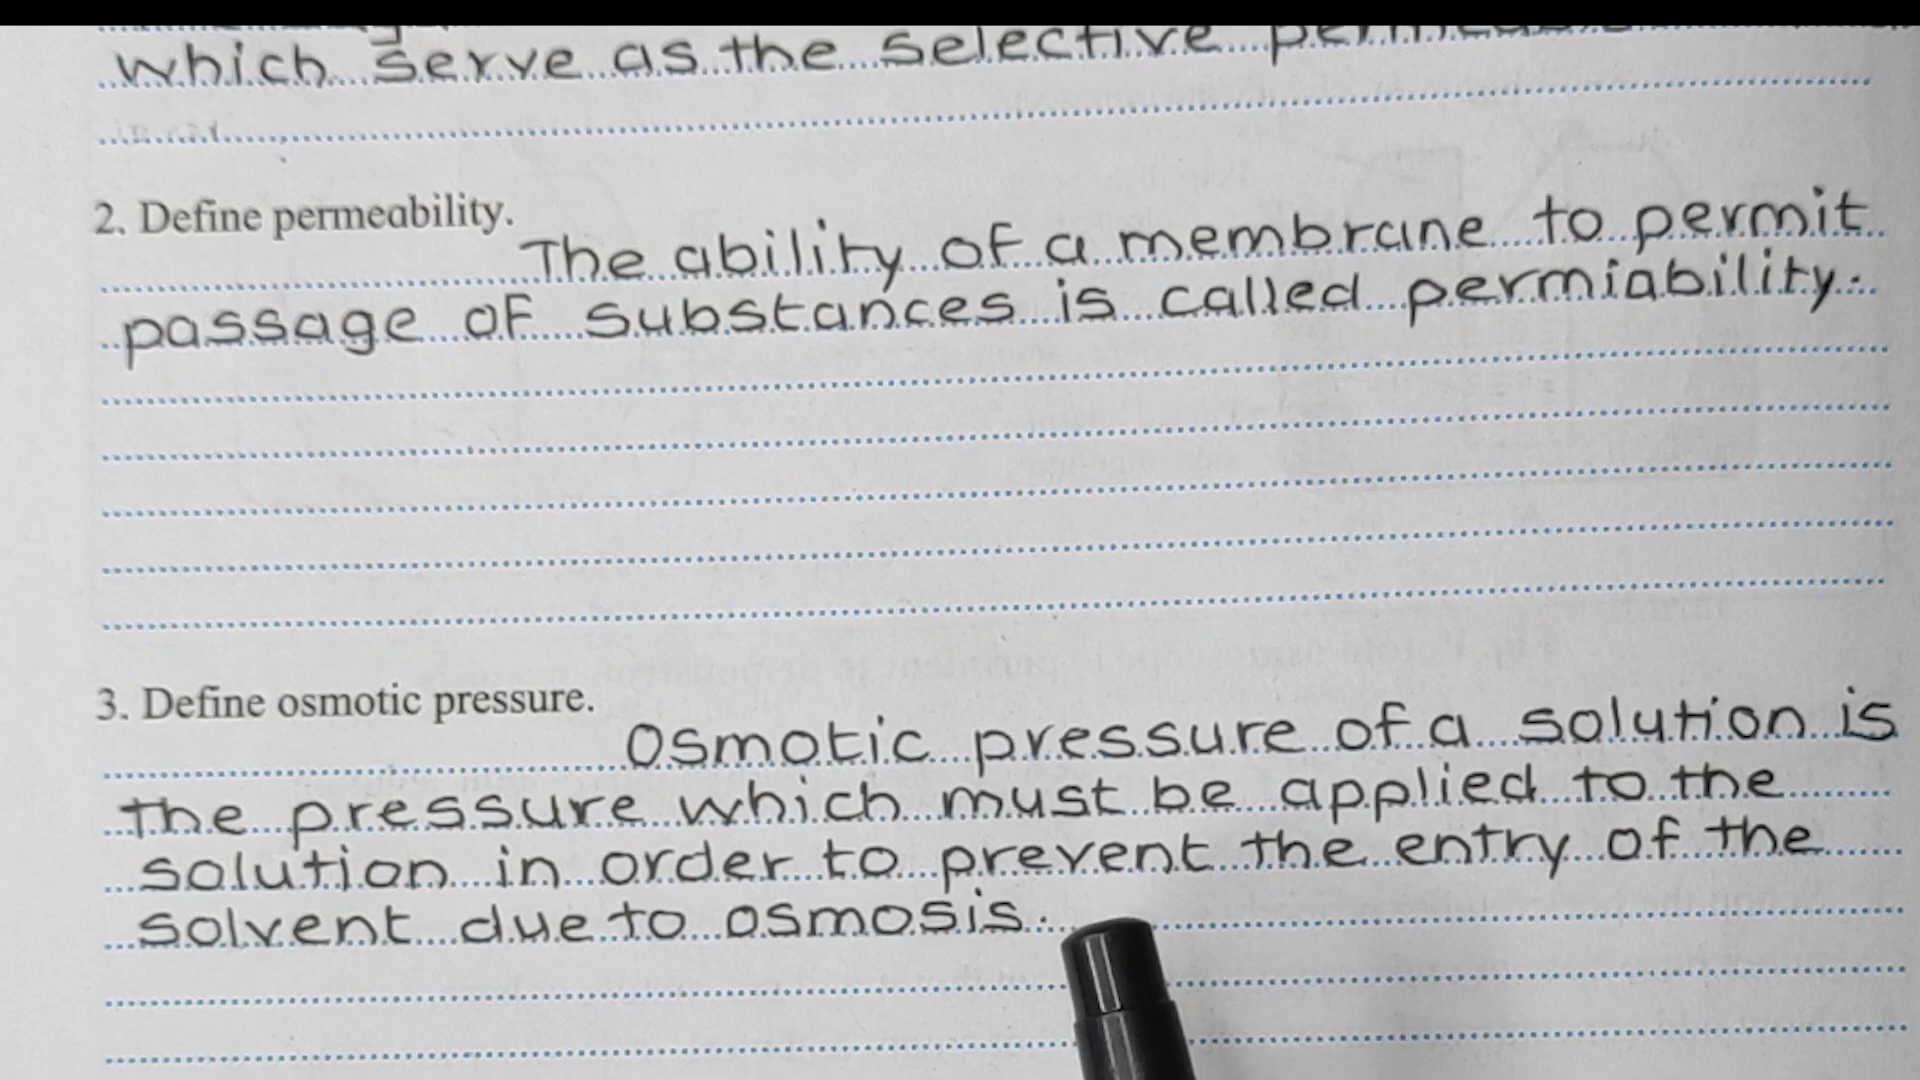 which serve as the selective
2. Define permeability.
The ability of a membrane to permit
passage of substances is called permiability.
3. Define osmotic pressure.
Osmotic pressure of a solution is
the pressure which must be applied to the
solution in order to prevent the entry of the
solvent due to osmosis.